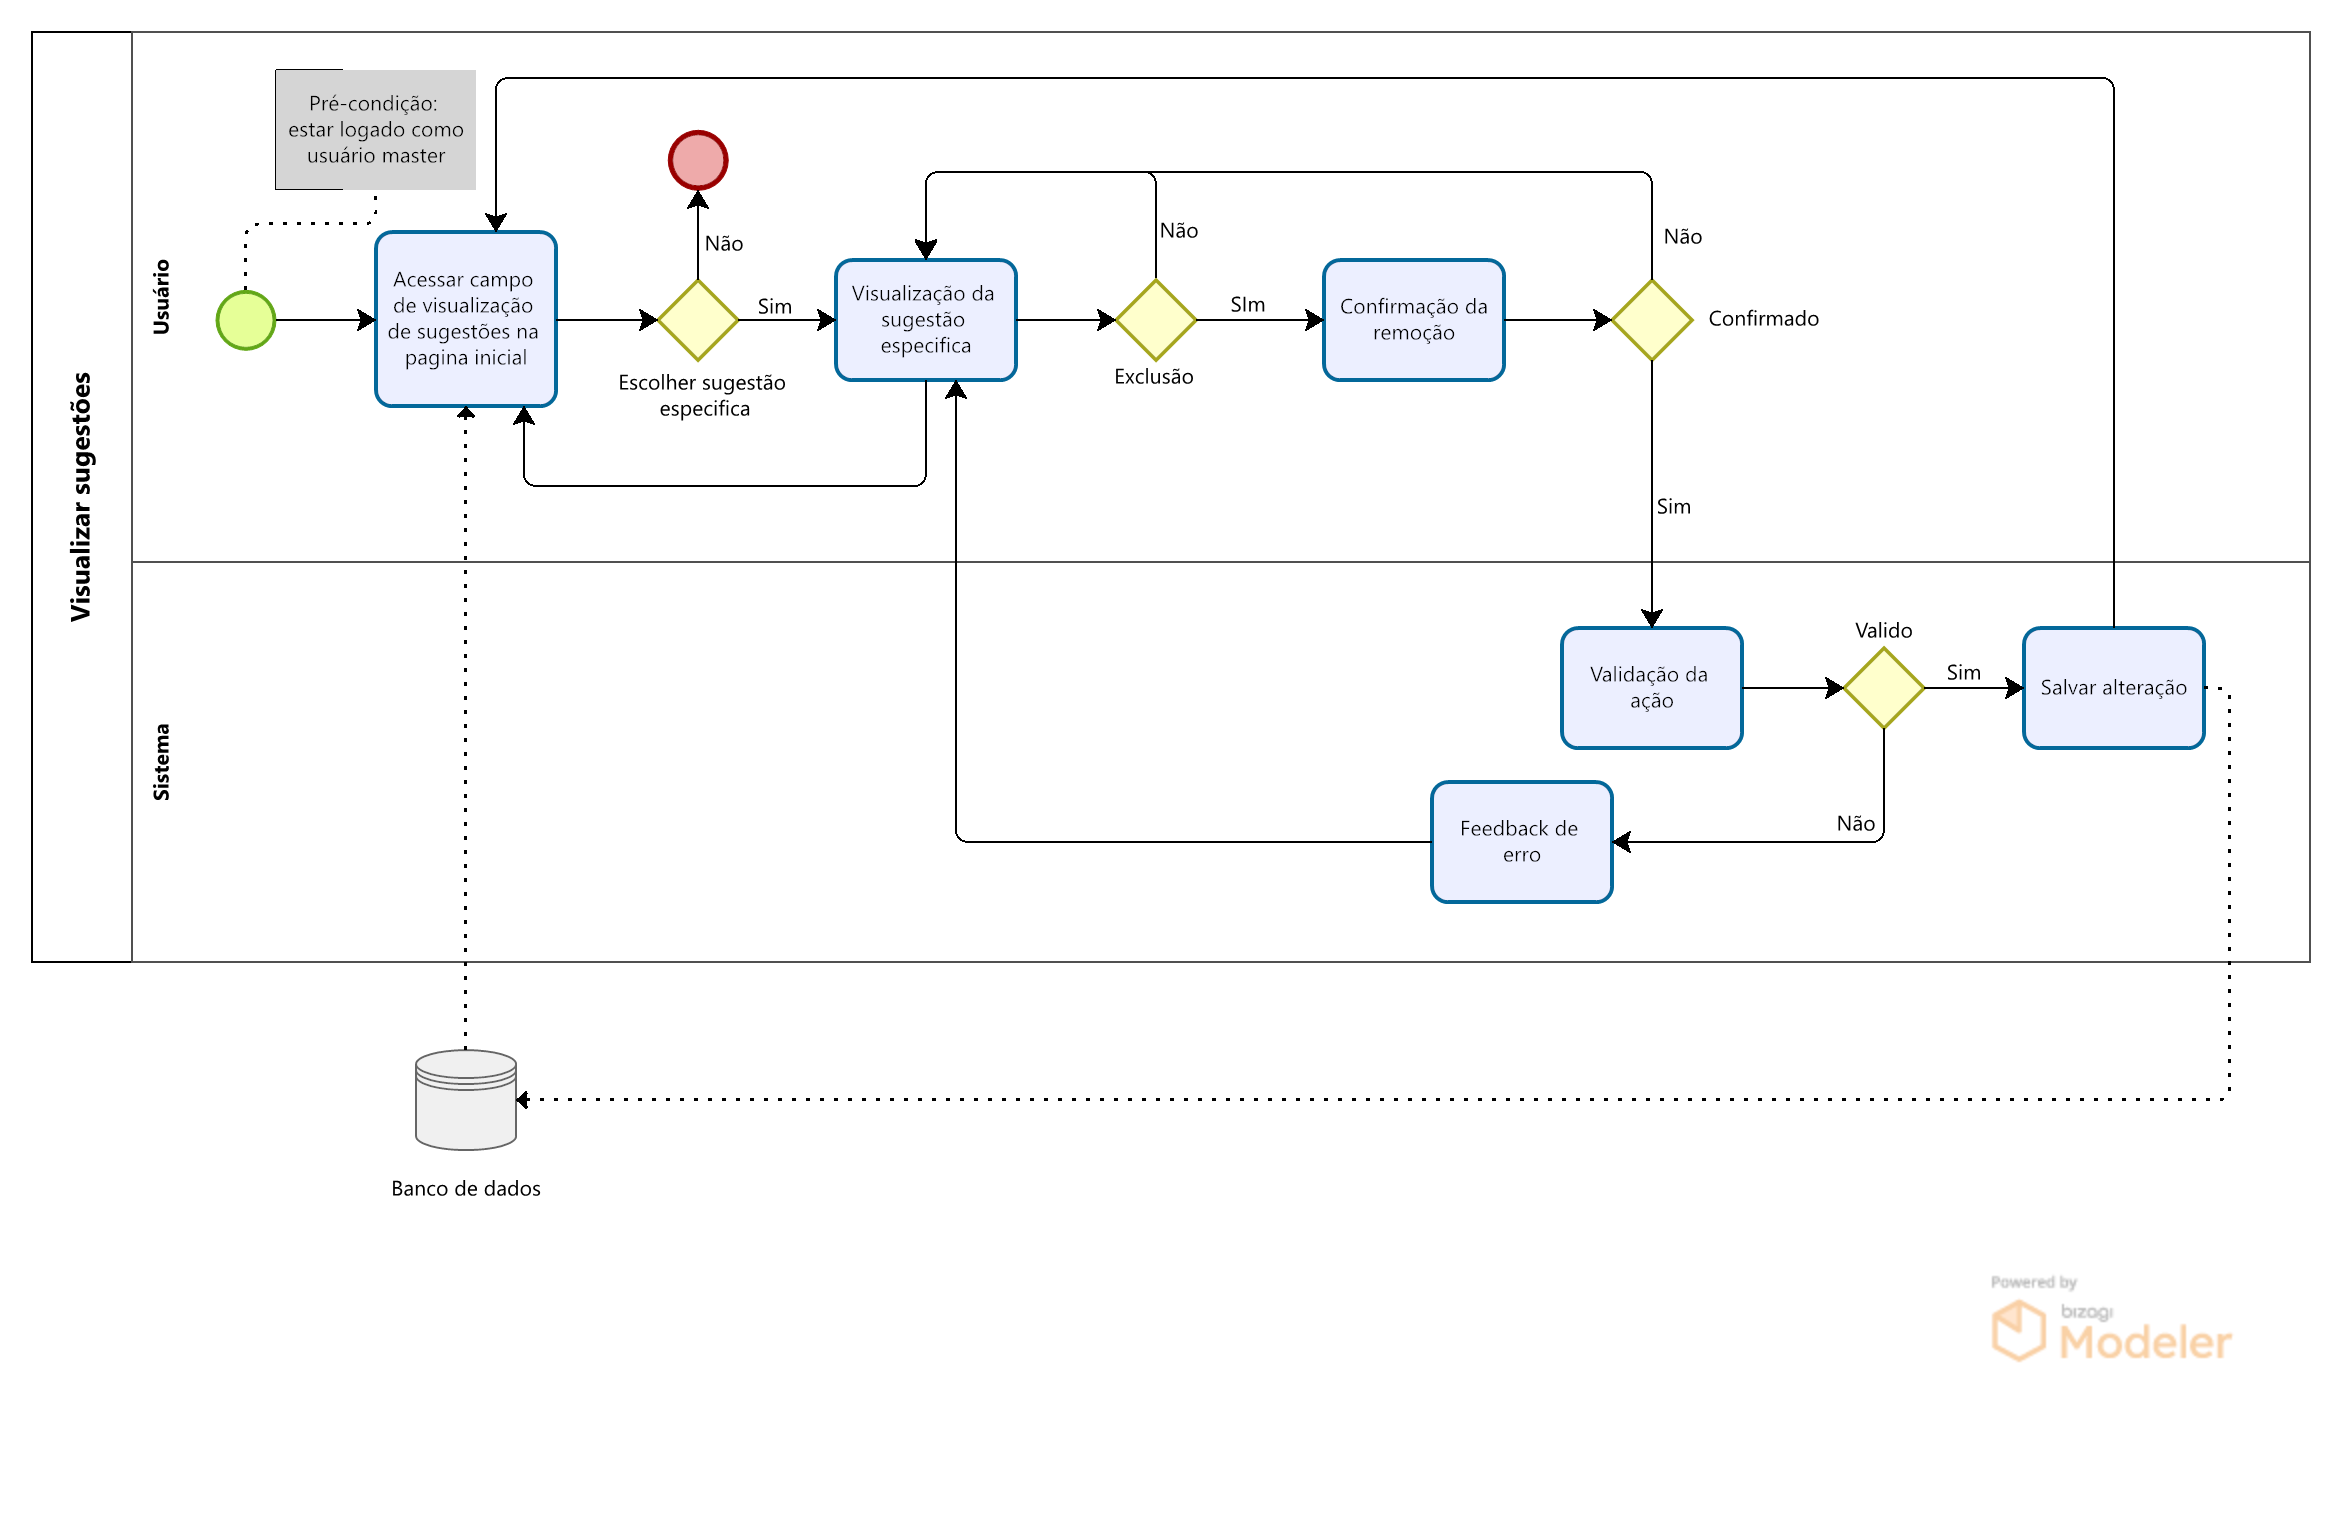 Visualizar sugestões
Usuário
Pré-condição:
estar logado como
usuário master
Acessar campo
de visualização
de sugestões na
pagina inicial
Não
Escolher sugestão
especifica
Sim
Visualização da
sugestão
especifica
Não
Exclusão
SIm
Confirmação da
remoção
Não
Confirmado
Sim
Sistema
Validação da
ação
Valido
Sim
Salvar alteração
Não
Feedback de
erro
Banco de dados
Powered by
bizagi
Modeler